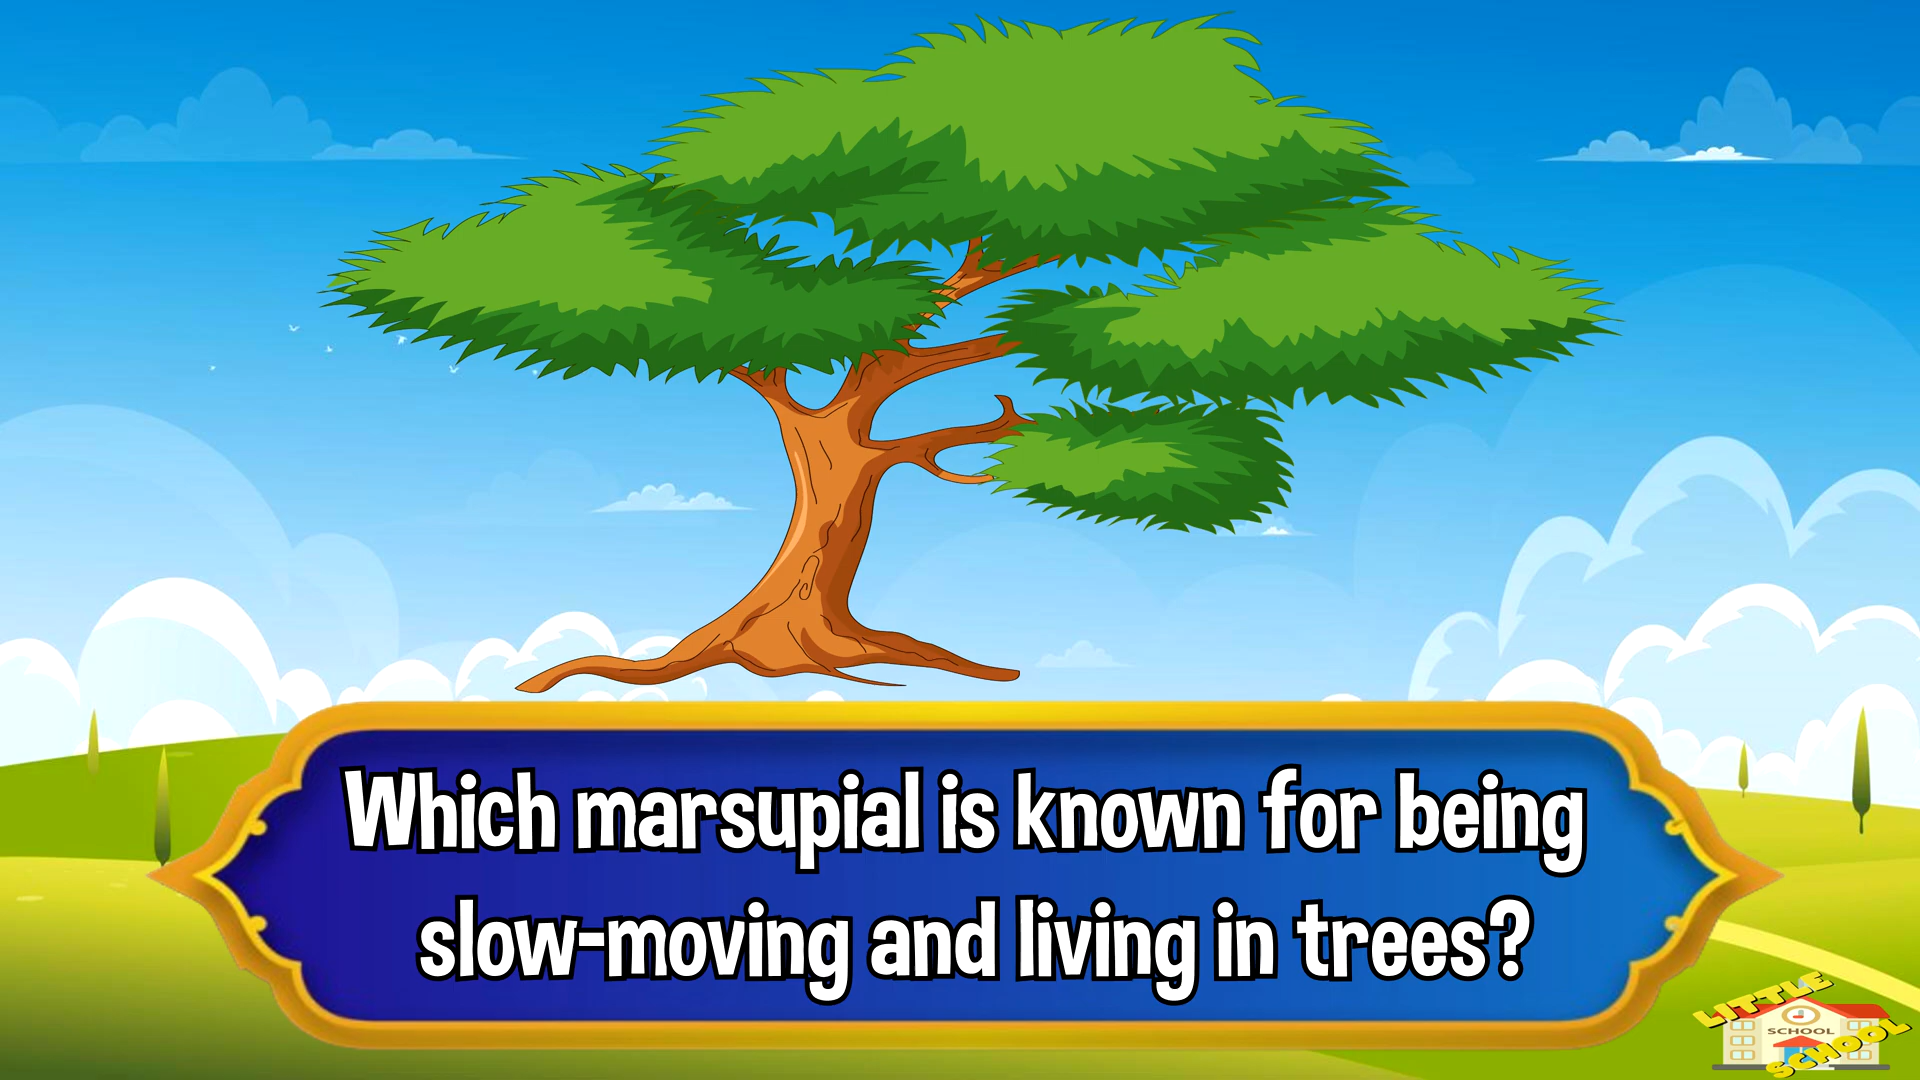 Which marsupial is known for being
slow-moving and living in trees?
LITTLE
SCHOOL
SCHOOL